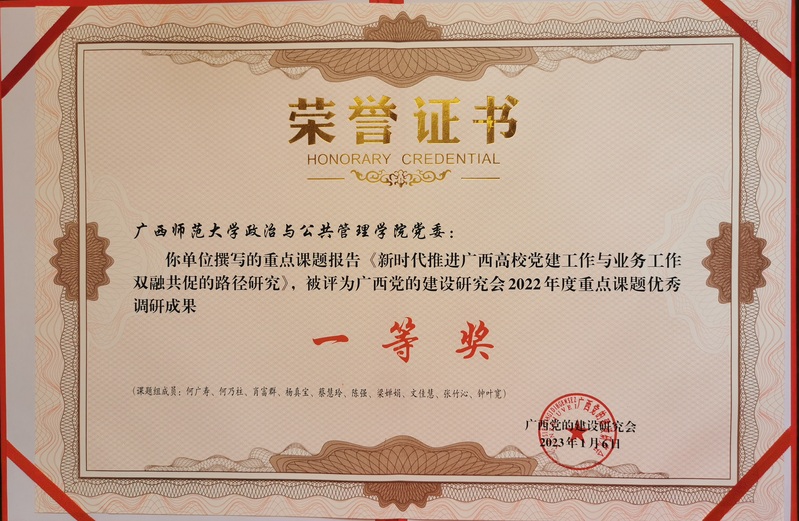 荣誉证书
HONORARY CREDENTIAL
广西师范大学政治与公共管理学院党委：
你单位撰写的重点课题报告《新时代推进广西高校党建工作与业务工作
双融共促的路径研究》，被评为广西党的建设研究会2022年度重点课题优秀
调研成果
一等奖
（课题组成员：何广寿、何乃柱、肖富群、杨真宝、蔡慧玲、陈强、梁婵娟、文佳慧、张竹沁、钟叶宽）
广西党的建设研究会
2023年1月6日